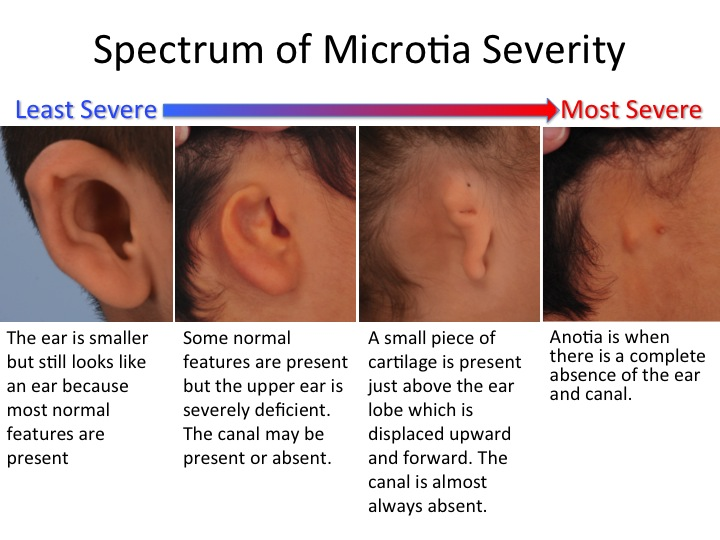 Spectrum of Microtia Severity
Least Severe
Most Severe
The ear is smaller
but still looks like
an ear because
most normal
features are
present
Some normal
features are present
but the upper ear is
severely deficient.
The canal may be
present or absent.
A small piece of
cartilage is present
just above the ear
lobe which is
displaced upward
and forward. The
canal is almost
always absent.
Anotia is when
there is a complete
absence of the ear
and canal.